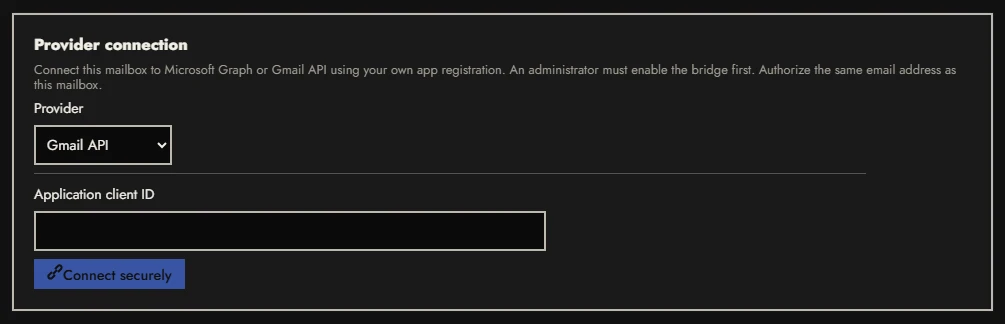 Provider connection
Connect this mailbox to Microsoft Graph or Gmail API using your own app registration. An administrator must enable the bridge first. Authorize the same email address as
this mailbox.
Provider
Gmail API
Application client ID
Connect securely